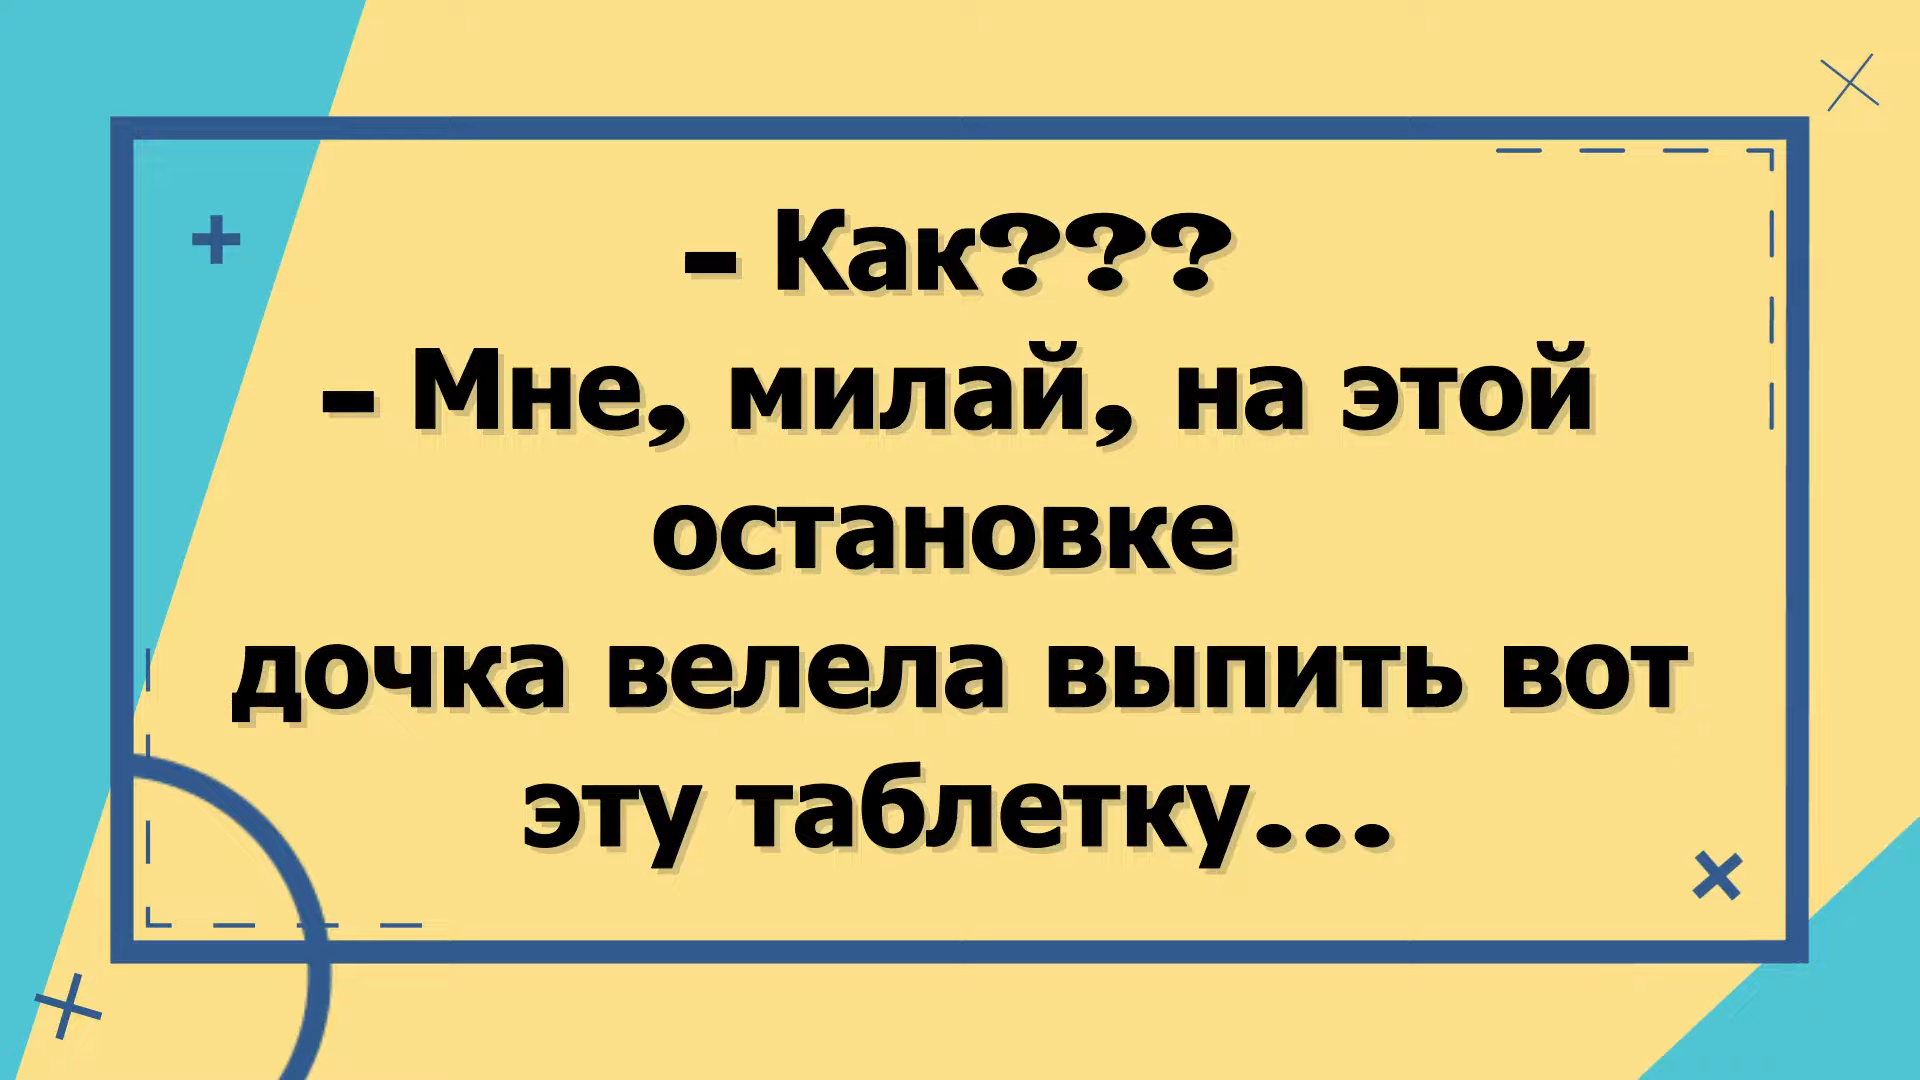 - Как???
- Мне, милай, на этой
остановке
дочка велела выпить вот
эту таблетку...